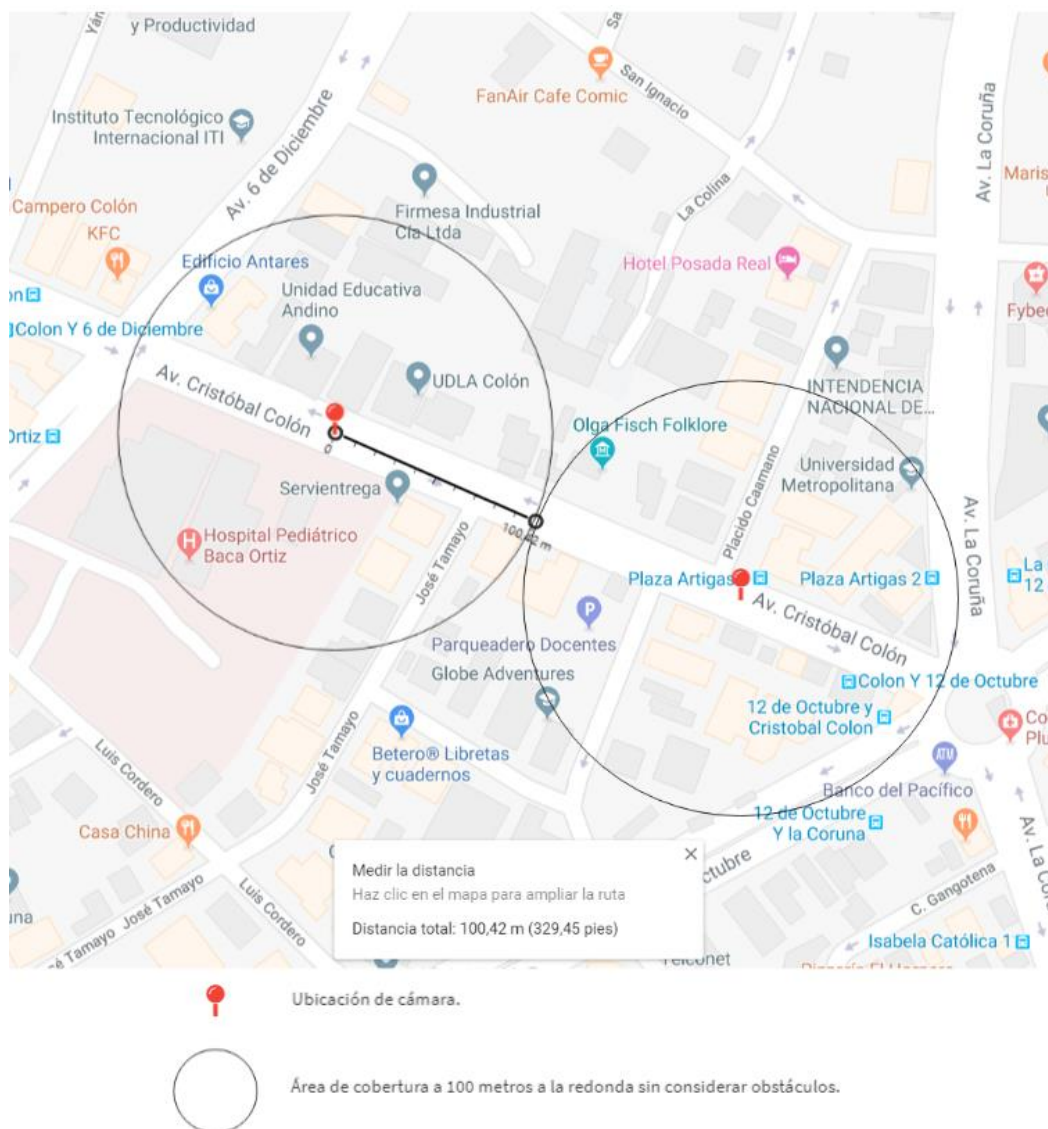 y Productividad
Instituto Tecnológico
Internacional ITI
Av. 6 de Diciembre
FanAir Cafe Comic
San Ignacio
Av. La Coruña
Campero Colón
KFC
Firmesa Industrial
Cia Ltda
La Colina
Edificio Antares
Unidad Educativa
Andino
Hotel Posada Real
Colon Y 6 de Diciembre
Av. Cristóbal Colón
UDLA Colón
INTENDENCIA
NACIONAL DE...
Olga Fisch Folklore
0
Servientrega
Universidad
Metropolitana
Hospital Pediátrico
Baca Ortiz
100,42 m
José Tamayo
Placido Caamano
Av. La Coruña
Plaza Artigas
Plaza Artigas 2
La
12
Av. Cristóbal Colón
Parqueadero Docentes
Globe Adventures
Colon Y 12 de Octubre
12 de Octubre y
Cristobal Colon
José Tamayo
Betero® Libretas
y cuadernos
Luis Cordero
Banco del Pacífico
ATM
Casa China
12 de Octubre
Y la Coruna
Medir la distancia
Haz clic en el mapa para ampliar la ruta
Distancia total: 100,42 m (329,45 pies)
ctubre
C. Gangotena
José Tamayo
Luis Cordero
Isabela Católica 1
Ubicación de cámara.
Área de cobertura a 100 metros a la redonda sin considerar obstáculos.